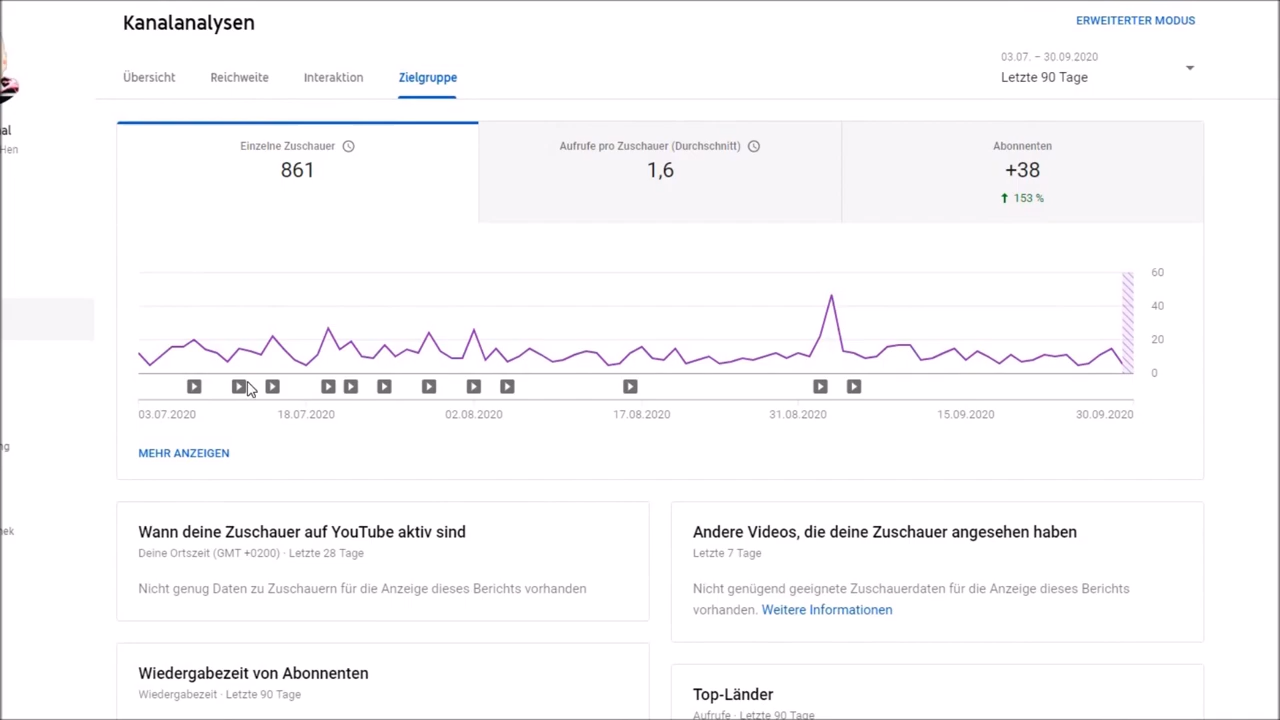 Kanalanalysen
ERWEITERTER MODUS
03.07. – 30.09.2020
Letzte 90 Tage
Übersicht
Reichweite
Interaktion
Zielgruppe
al
Hen
Einzelne Zuschauer
861
Aufrufe pro Zuschauer (Durchschnitt)
1,6
Abonnenten
+38
153 %
60
40
20
0
03.07.2020
18.07.2020
02.08.2020
17.08.2020
31.08.2020
15.09.2020
30.09.2020
MEHR ANZEIGEN
ng
ek
Wann deine Zuschauer auf YouTube aktiv sind
Deine Ortszeit (GMT +0200) · Letzte 28 Tage
Nicht genug Daten zu Zuschauern für die Anzeige dieses Berichts vorhanden
Andere Videos, die deine Zuschauer angesehen haben
Letzte 7 Tage
Nicht genügend geeignete Zuschauerdaten für die Anzeige dieses Berichts
vorhanden. Weitere Informationen
Wiedergabezeit von Abonnenten
Wiedergabezeit · Letzte 90 Tage
Top-Länder
Aufrufe · Letzte 90 Tage